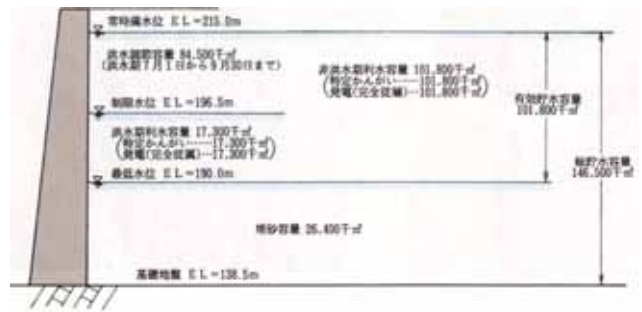 常時満水位 EL=215.0m
洪水調節容量 84.500千㎥
(洪水期7月1日から9月30日まで)
非洪水期利水容量 101.800千㎥
(特定かんがい……101.800千㎥
発電(完全従属)…101.800千㎥)
有効貯水容量
101.800千㎥
制限水位 EL=196.5m
洪水期利水容量 17.300千㎥
(特定かんがい……17.300千㎥
発電(完全従属)…17.300千㎥)
総貯水容量
146.500千㎥
最低水位 EL=190.0m
堆砂容量 26.400千㎥
基礎地盤 EL=138.5m